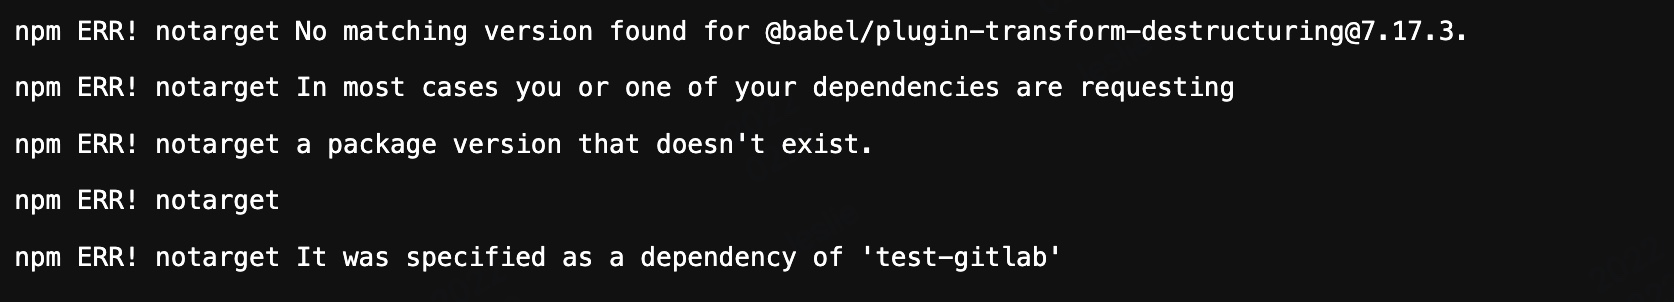 npm ERR! notarget No matching version found for @babel/plugin-transform-destructuring@7.17.3.
npm ERR! notarget In most cases you or one of your dependencies are requesting
npm ERR! notarget a package version that doesn't exist.
npm ERR! notarget
npm ERR! notarget It was specified as a dependency of 'test-gitlab'